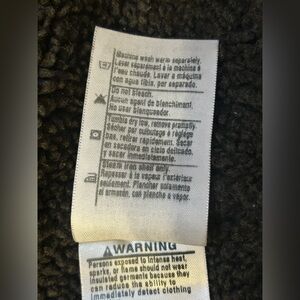 Machine wash warm separately.
Laver séparément à la machine à
l'eau chaude. Lavar a máquina
con agua tibia, por separado.
Do not bleach.
Aucun agent de blanchiment.
No usar blanqueador.
Tumble dry low, remove promptly.
Sécher par culbutage à réglage
bas, retirer rapidement. Secar
en secadora en ciclo delicado,
y sacar inmediatamente.
Steam iron shell only.
Repasser à la vapeur l'extérieur
seulement. Planchar solamente
el armazón, con plancha a vapor.
WARNING
Persons exposed to intense heat,
sparks, or flame should not wear
insulated garments because they
can reduce the ability to
immediately detect clothing